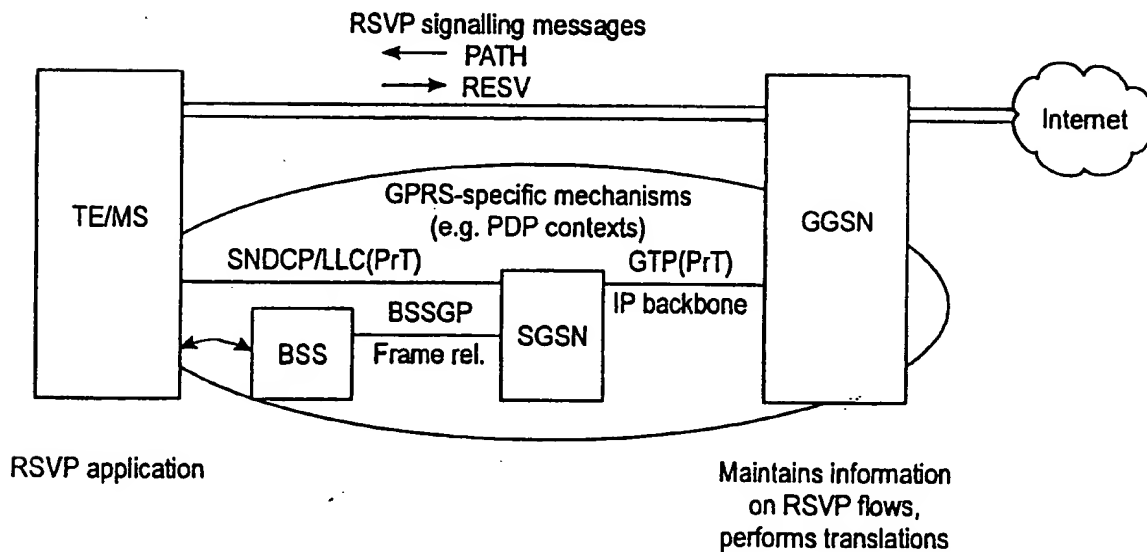 RSVP signalling messages
PATH
RESV
Internet
TE/MS
GPRS-specific mechanisms
(e.g. PDP contexts)
GGSN
SNDCP/LLC(PrT)
GTP(PrT)
BSSGP
SGSN
IP backbone
BSS
Frame rel.
RSVP application
Maintains information
on RSVP flows,
performs translations